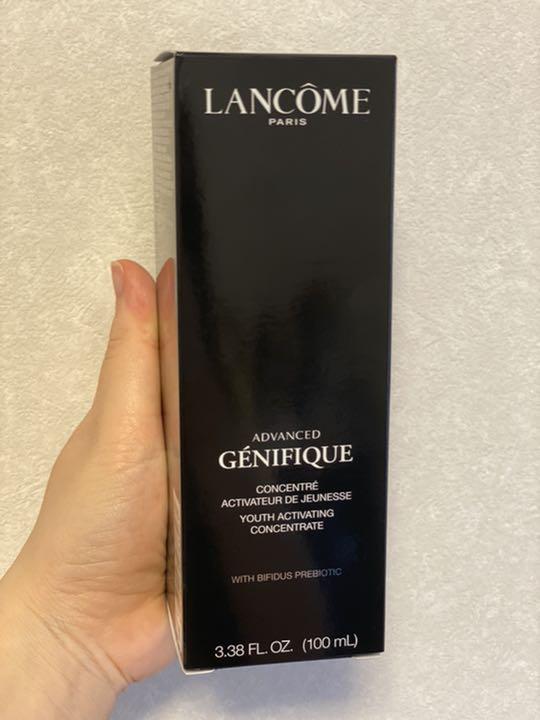 LANCÔME
PARIS
ADVANCED
GÉNIFIQUE
CONCENTRÉ
ACTIVATEUR DE JEUNESSE
YOUTH ACTIVATING
CONCENTRATE
WITH BIFIDUS PREBIOTIC
3.38 FL. OZ. (100 mL)